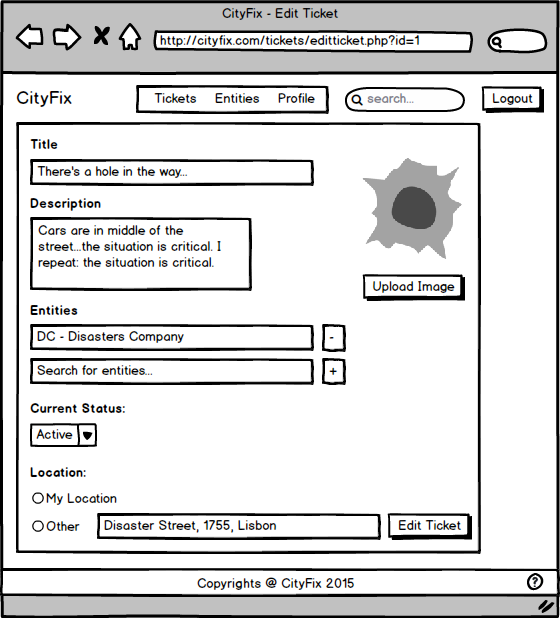 CityFix - Edit Ticket
http://cityfix.com/tickets/editticket.php?id=1
CityFix
Tickets Entities Profile
search...
Logout
Title
There's a hole in the way...
Description
Cars are in middle of the
street...the situation is critical. I
repeat: the situation is critical.
Upload Image
Entities
DC - Disasters Company
-
Search for entities...
+
Current Status:
Active
Location:
My Location
Other
Disaster Street, 1755, Lisbon
Edit Ticket
Copyrights @ CityFix 2015
?